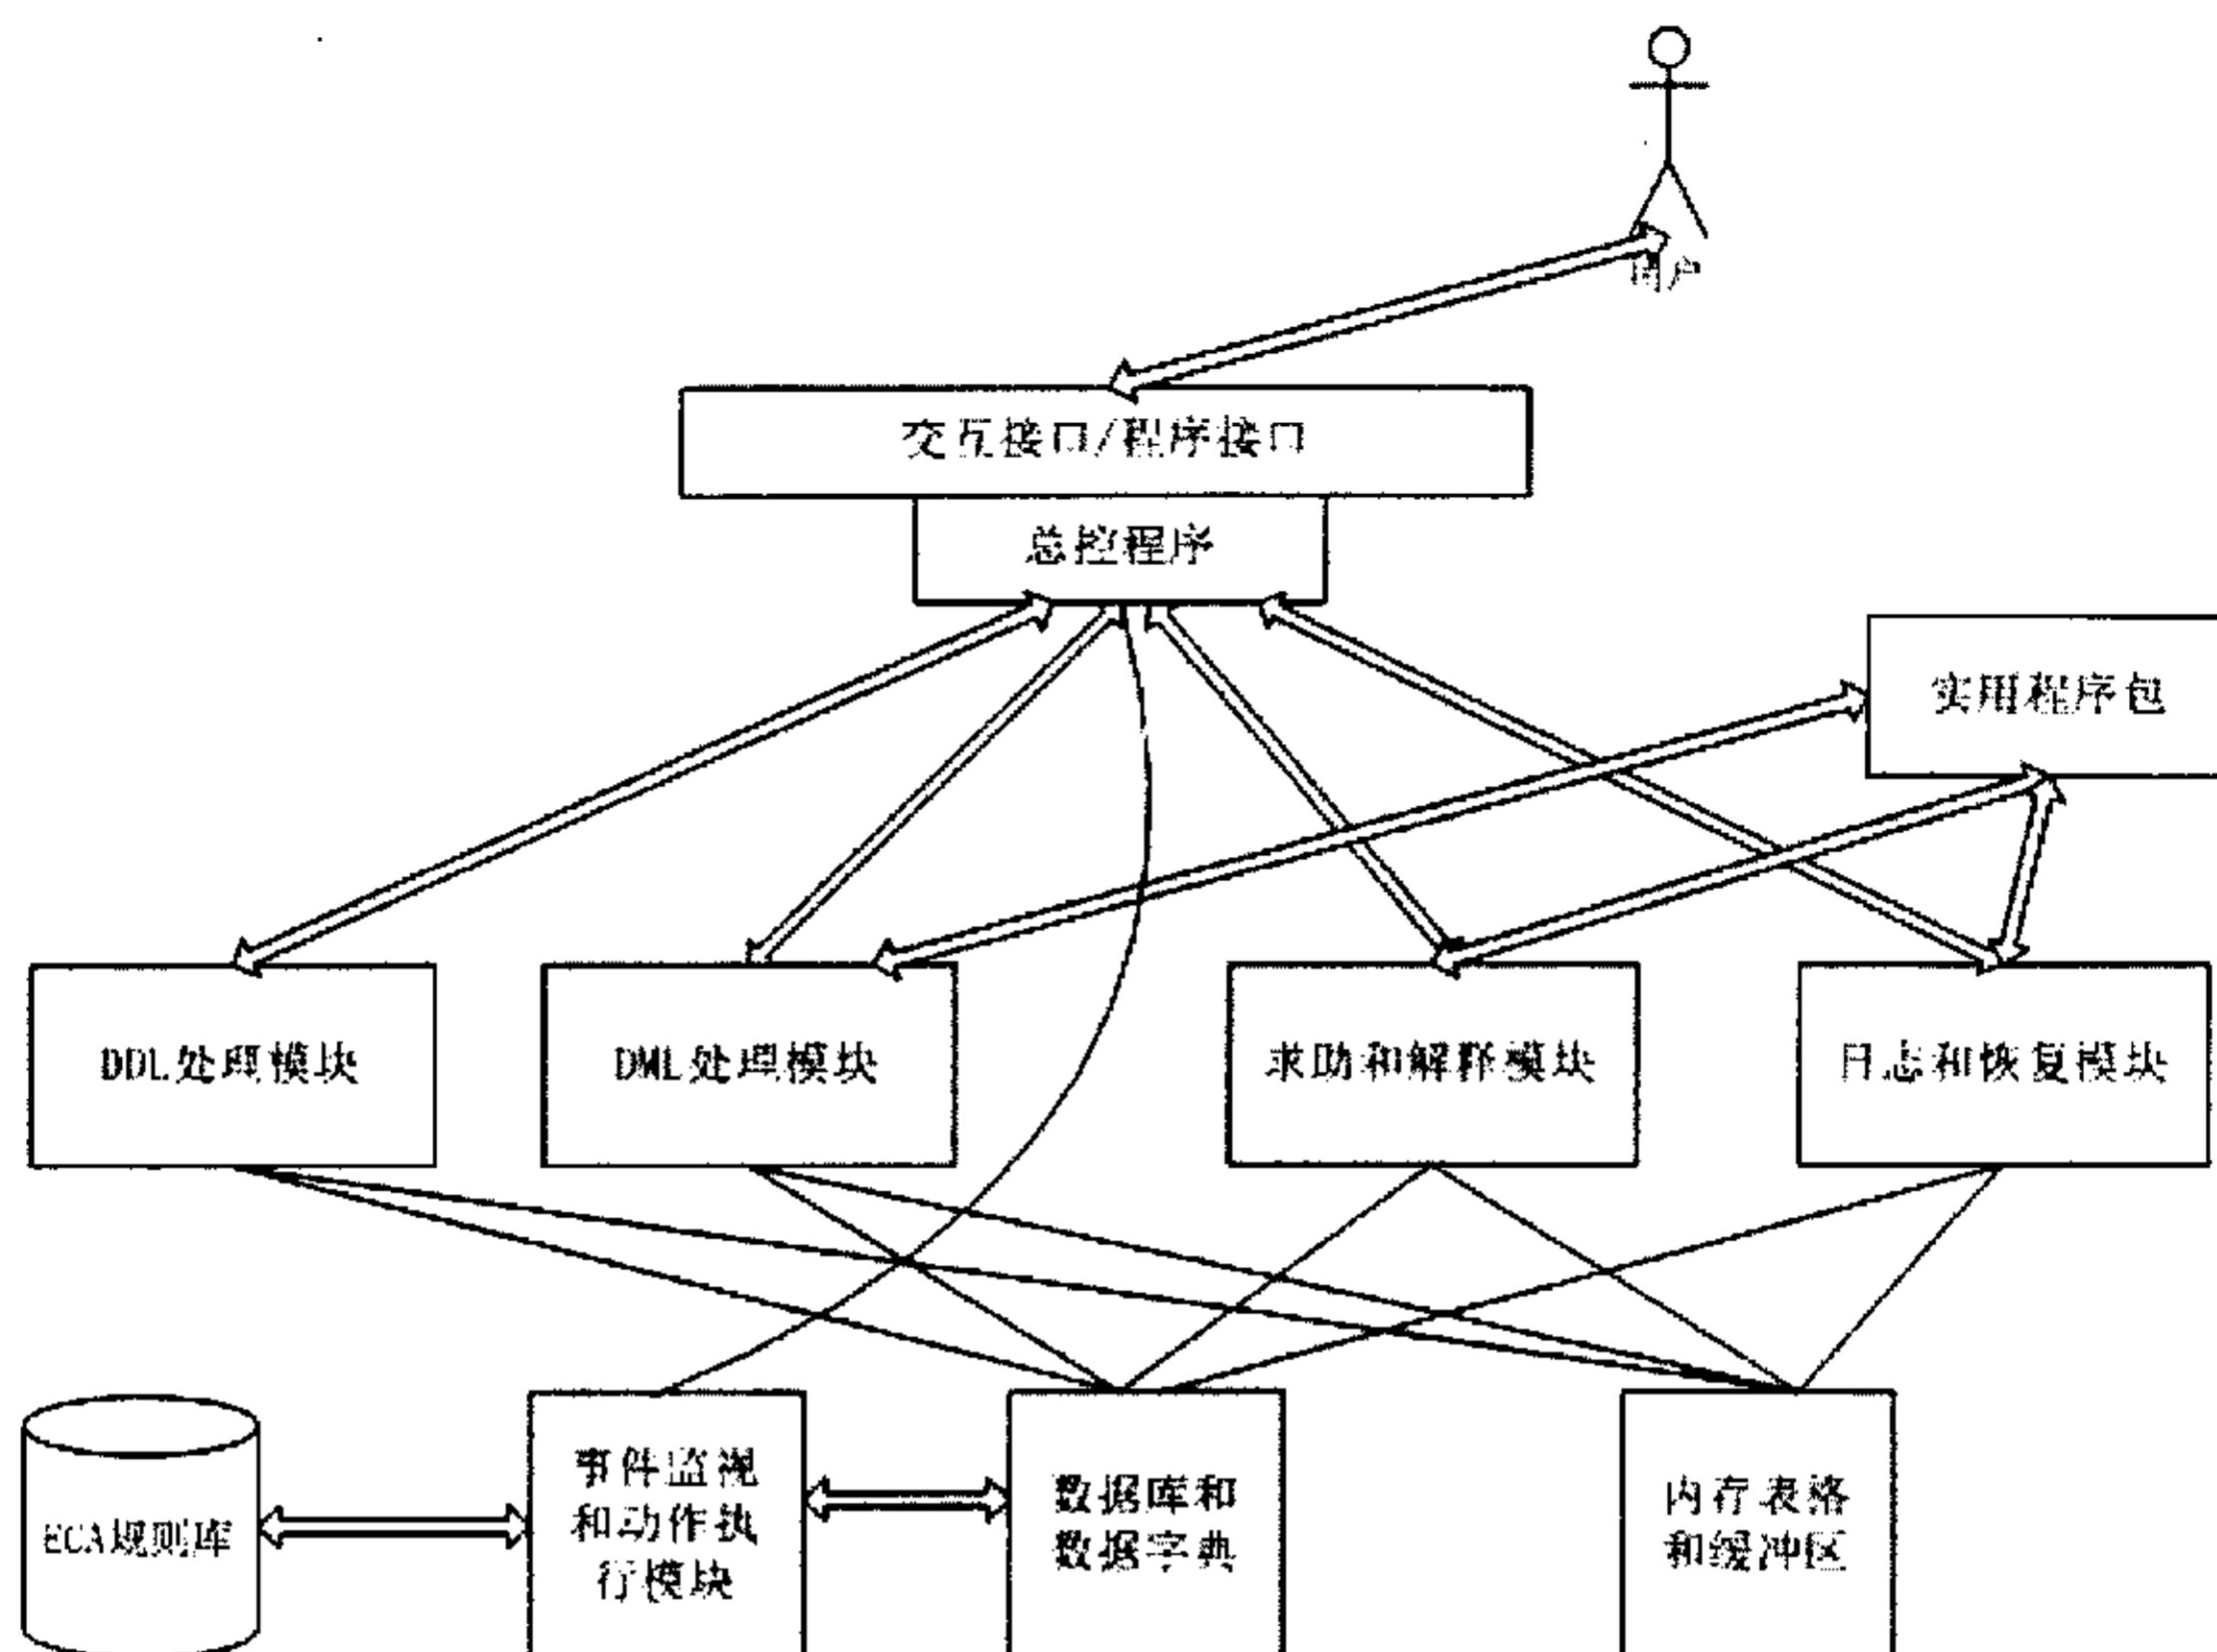 用户
交互接口/程序接口
总控程序
实用程序包
DDL处理模块
DML处理模块
求助和解释模块
日志和恢复模块
ECA规则库
事件监视
和动作执
行模块
数据库和
数据字典
内存表格
和缓冲区